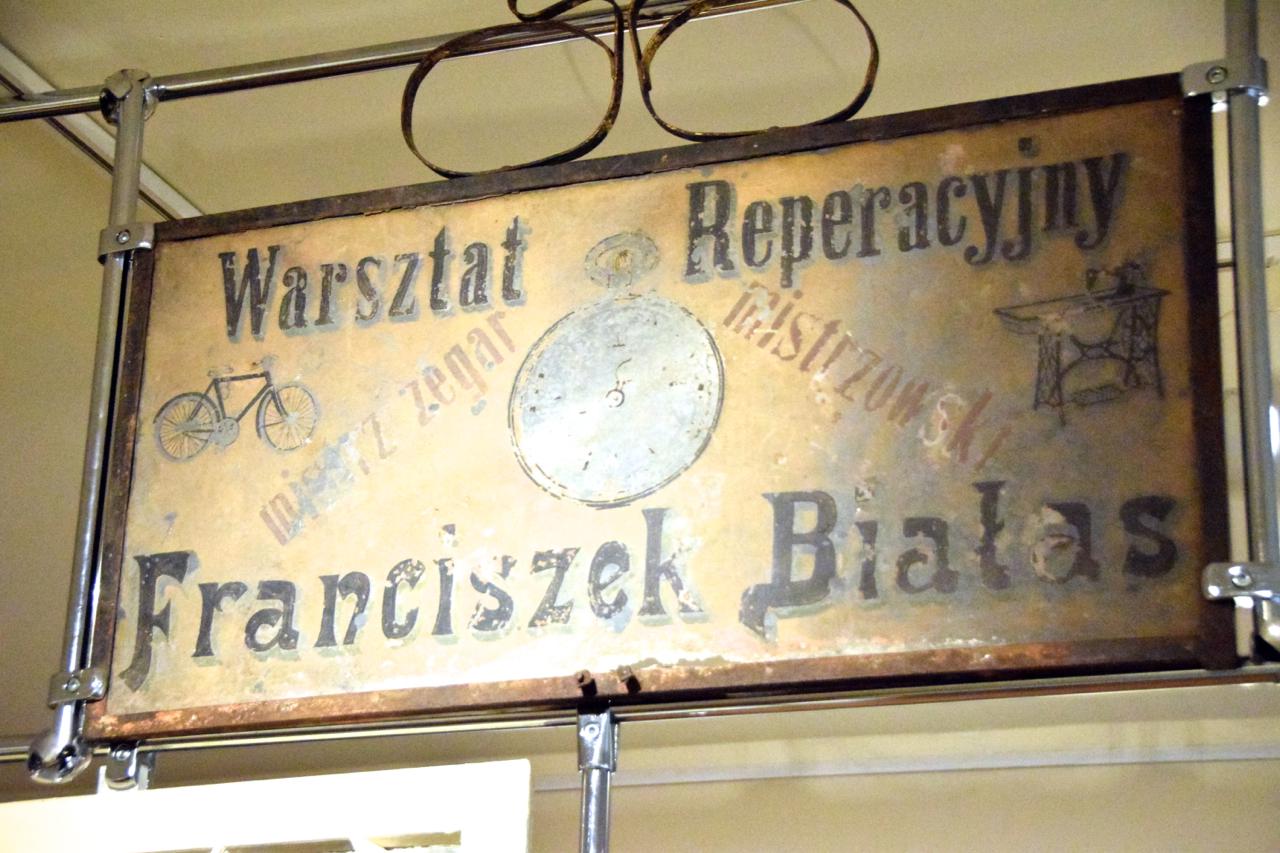 Warsztat Reperacyjny
mistrz zegar mistrzowski
Franciszek Białas